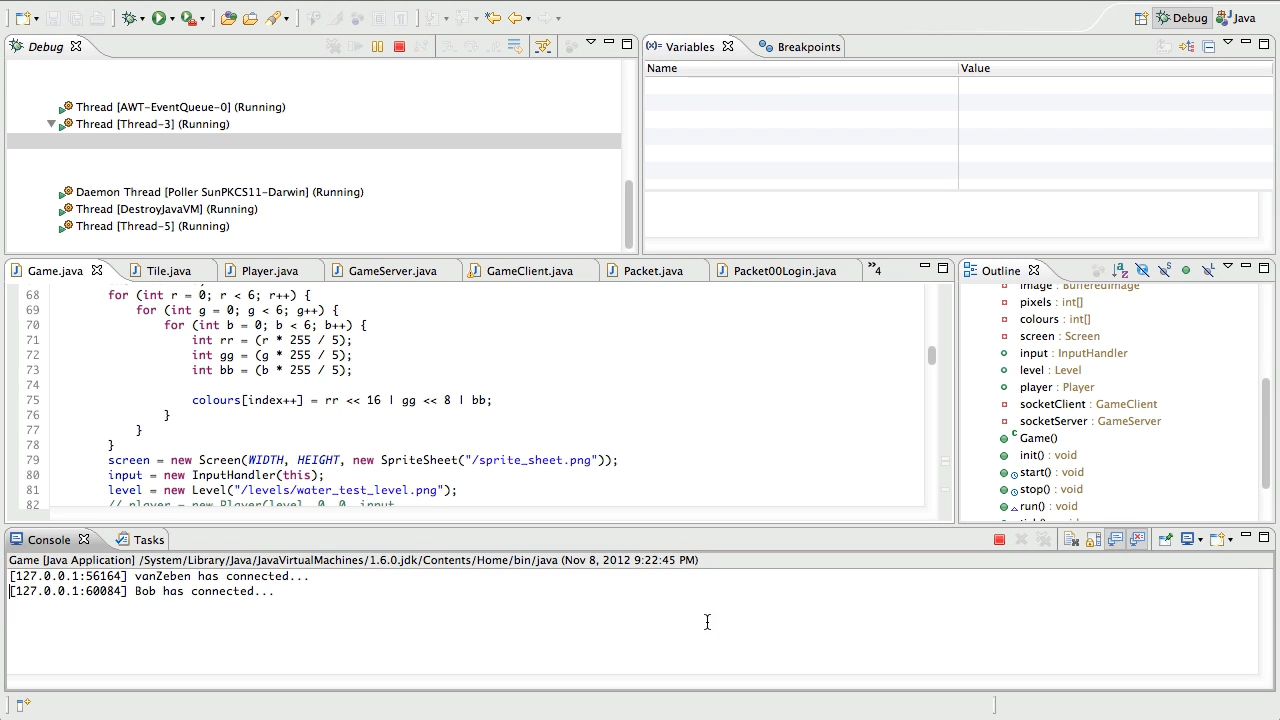 Debug
Java
Debug
Thread [AWT-EventQueue-0] (Running)
Thread [Thread-3] (Running)
Daemon Thread [Poller SunPKCS11-Darwin] (Running)
Thread [DestroyJavaVM] (Running)
Thread [Thread-5] (Running)
(x)= Variables
Breakpoints
Name
Value
Game.java
Tile.java
Player.java
GameServer.java
GameClient.java
Packet.java
Packet00Login.java
»4
68 for (int r = 0; r < 6; r++) {
69 for (int g = 0; g < 6; g++) {
70 for (int b = 0; b < 6; b++) {
71 int rr = (r * 255 / 5);
72 int gg = (g * 255 / 5);
73 int bb = (b * 255 / 5);
74
75 colours[index++] = rr << 16 | gg << 8 | bb;
76 }
77 }
78 }
79 screen = new Screen(WIDTH, HEIGHT, new SpriteSheet("/sprite_sheet.png"));
80 input = new InputHandler(this);
81 level = new Level("/levels/water_test_level.png");
82 // player = new Player(level, 0, 0, input,
Outline
image : BufferedImage
pixels : int[]
colours : int[]
screen : Screen
input : InputHandler
level : Level
player : Player
socketClient : GameClient
socketServer : GameServer
Game()
init() : void
start() : void
stop() : void
run() : void
Console
Tasks
Game [Java Application] /System/Library/Java/JavaVirtualMachines/1.6.0.jdk/Contents/Home/bin/java (Nov 8, 2012 9:22:45 PM)
[127.0.0.1:56164] vanZeben has connected...
[127.0.0.1:60084] Bob has connected...